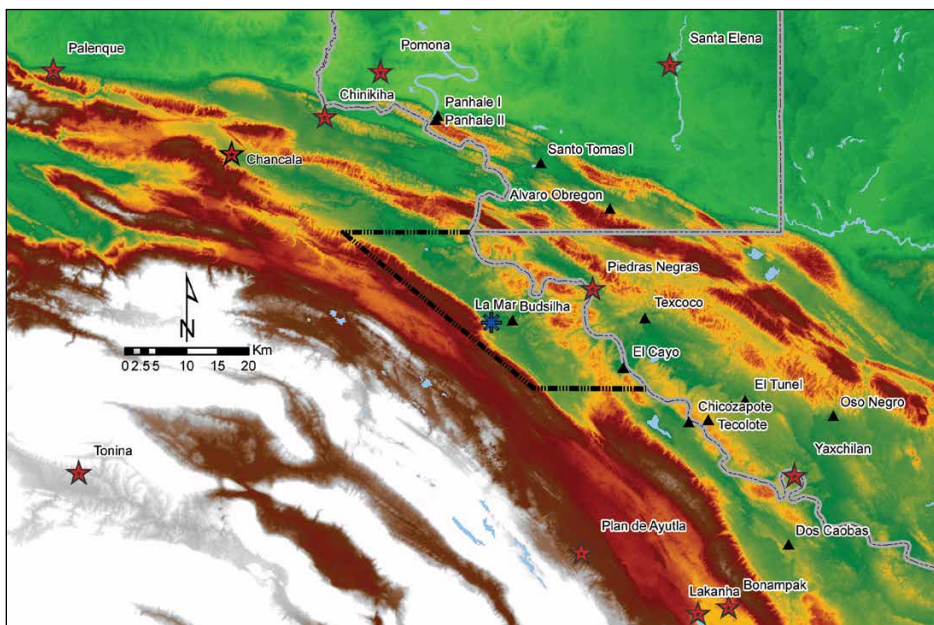 Palenque
Pomona
Santa Elena
Chinikiha
Panhale I
Panhale II
Chancala
Santo Tomas I
Alvaro Obregon
Piedras Negras
La Mar
Budsilha
Texcoco
N
Km
0 2.5 5 10 15 20
El Cayo
El Tunel
Chicozapote
Oso Negro
Tecolote
Yaxchilan
Tonina
Plan de Ayutla
Dos Caobas
Lakanha
Bonampak